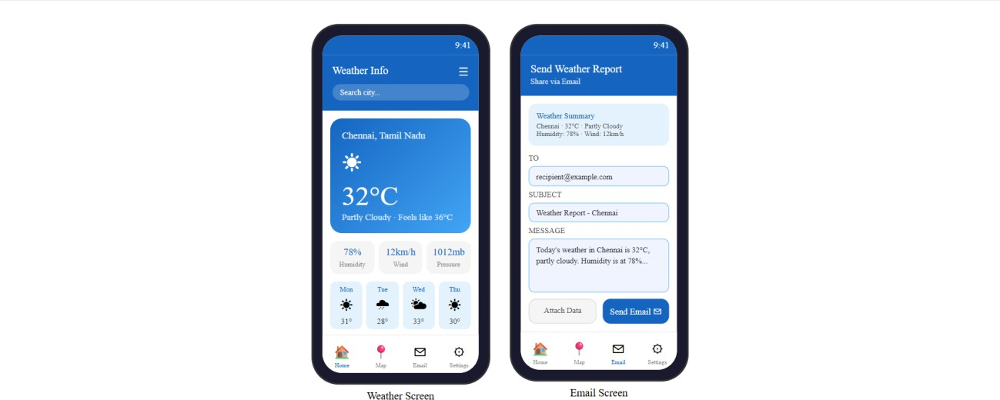 9:41
Weather Info
Search city...
Chennai, Tamil Nadu
32°C
Partly Cloudy · Feels like 36°C
78%
Humidity
12km/h
Wind
1012mb
Pressure
Mon
31°
Tue
28°
Wed
33°
Thu
30°
Home
Map
Email
Settings
Weather Screen
9:41
Send Weather Report
Share via Email
Weather Summary
Chennai · 32°C · Partly Cloudy
Humidity: 78% · Wind: 12km/h
TO
recipient@example.com
SUBJECT
Weather Report - Chennai
MESSAGE
Today's weather in Chennai is 32°C,
partly cloudy. Humidity is at 78%...
Attach Data
Send Email
Home
Map
Email
Settings
Email Screen